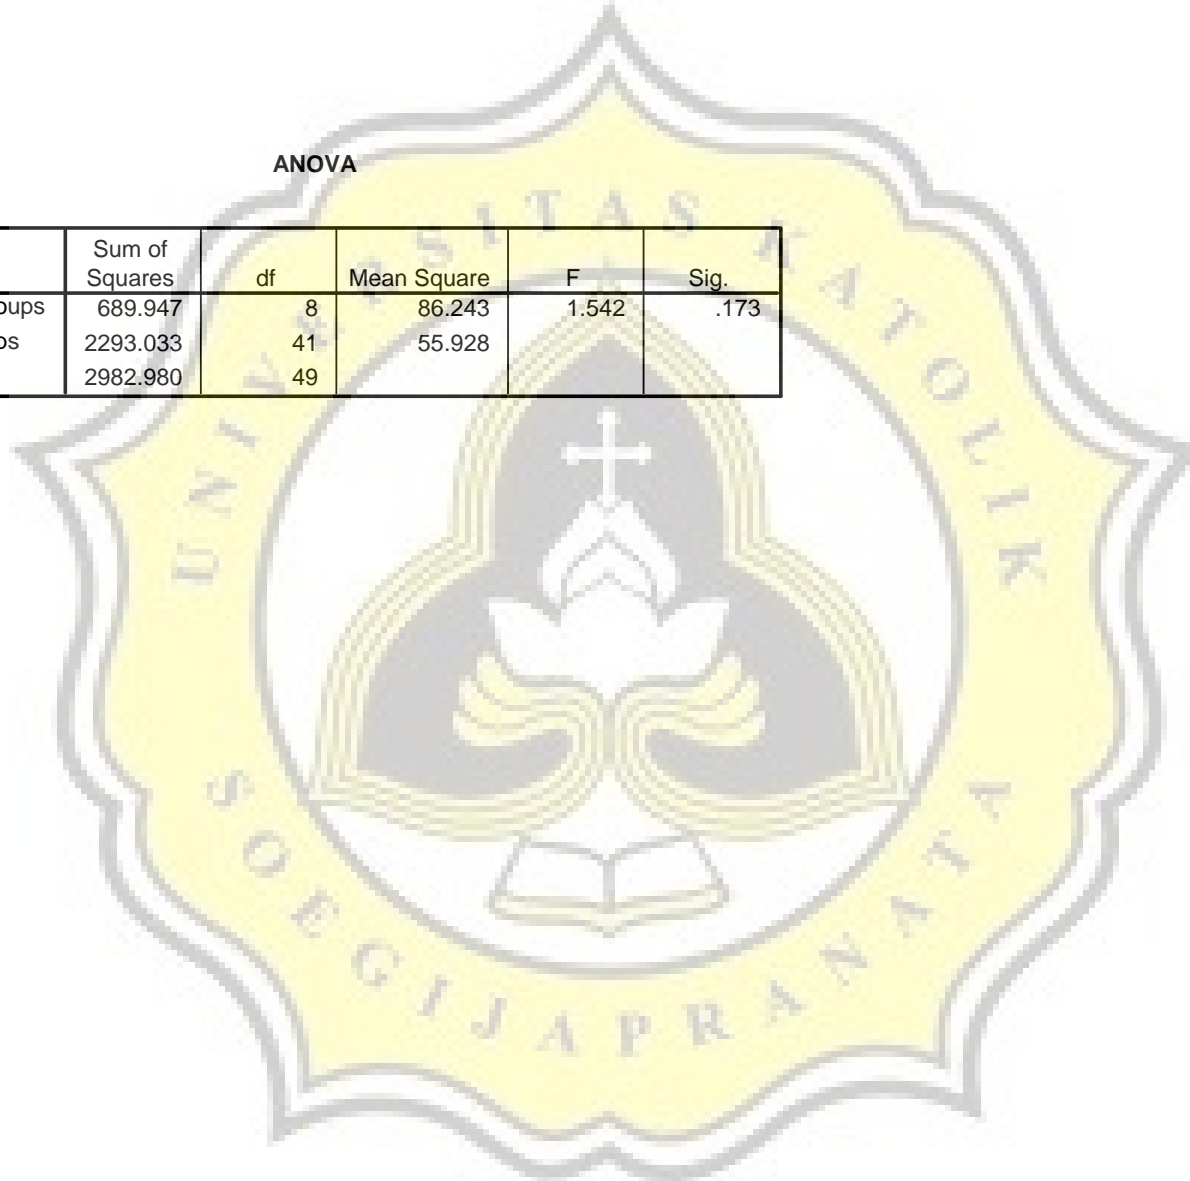 ANOVA
Sum of
Squares df Mean Square F Sig.
oups 689.947 8 86.243 1.542 .173
os 2293.033 41 55.928
2982.980 49
UNIVERSITAS KATOLIK
SOEGIJAPRANATA